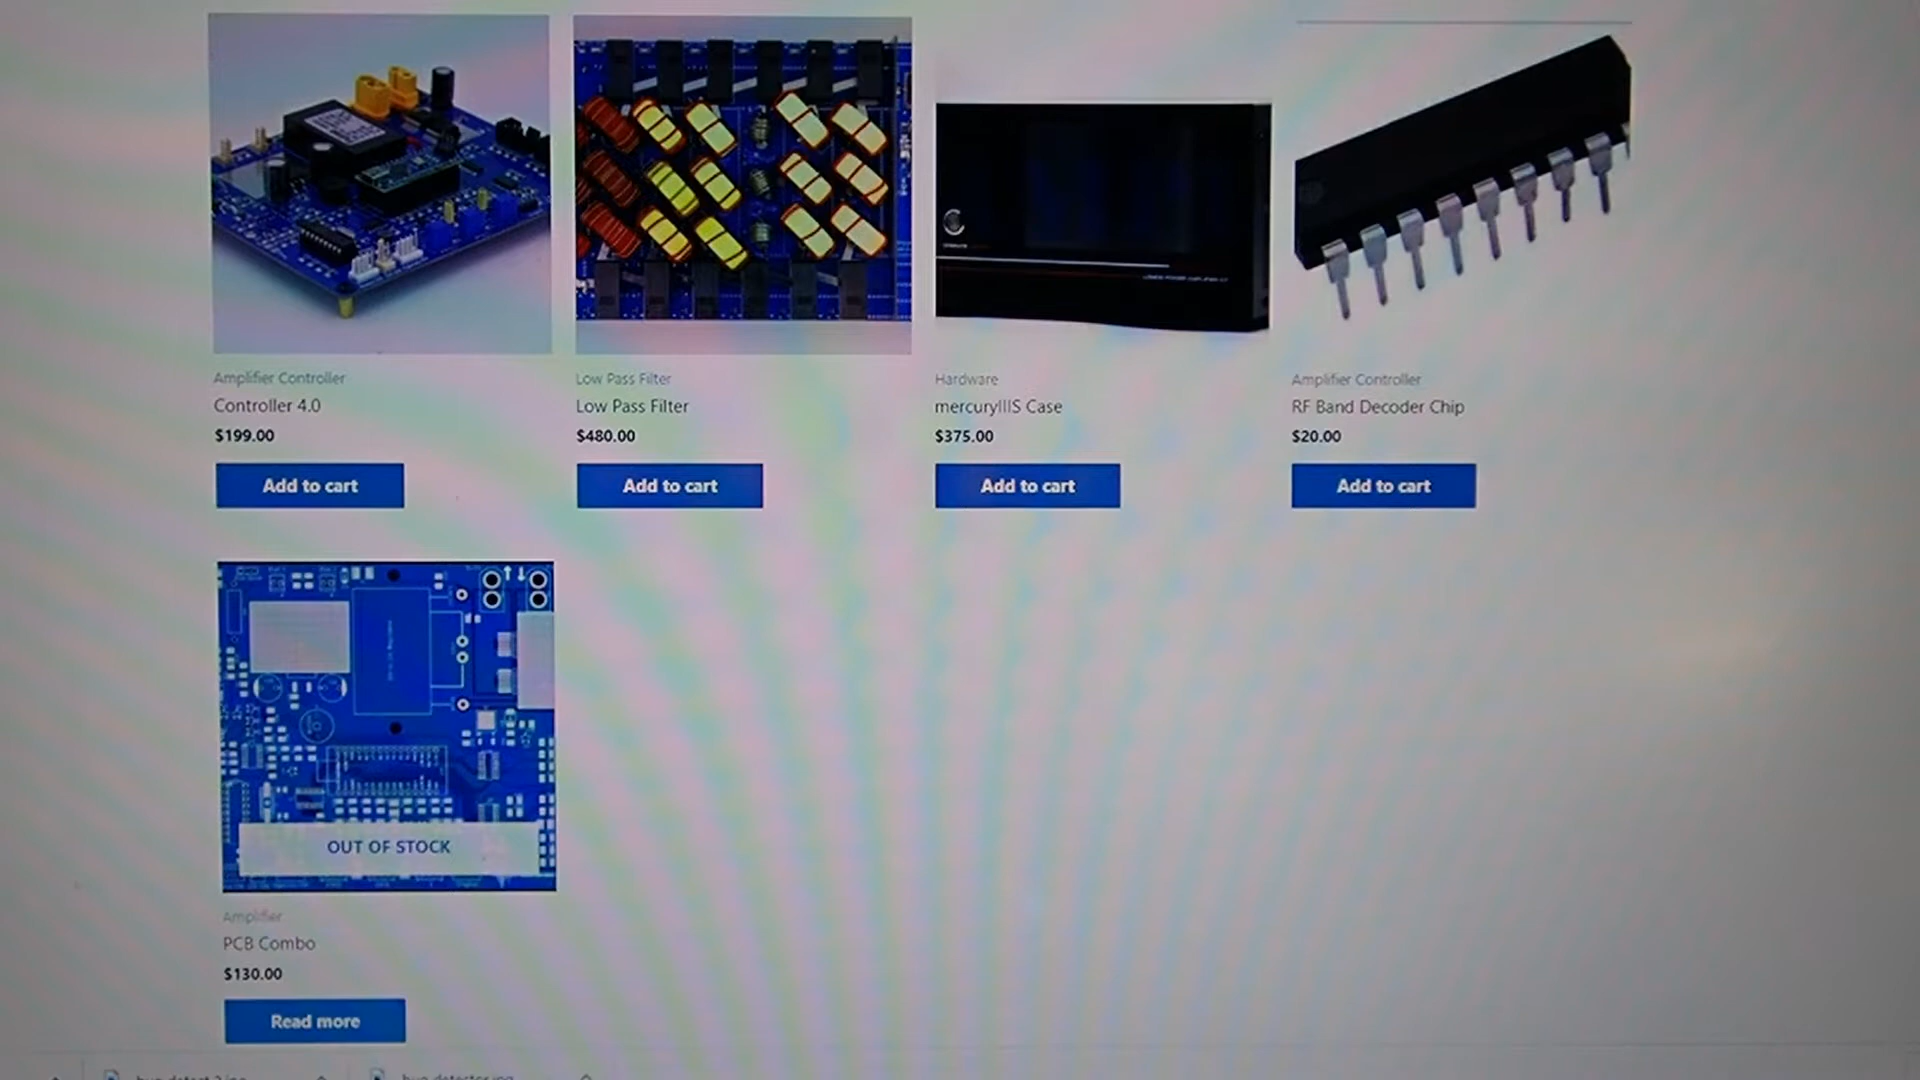 Amplifier Controller
Controller 4.0
$199.00
Add to cart
Low Pass Filter
Low Pass Filter
$480.00
Add to cart
Hardware
mercuryIIIS Case
$375.00
Add to cart
Amplifier Controller
RF Band Decoder Chip
$20.00
Add to cart
OUT OF STOCK
Amplifier
PCB Combo
$130.00
Read more